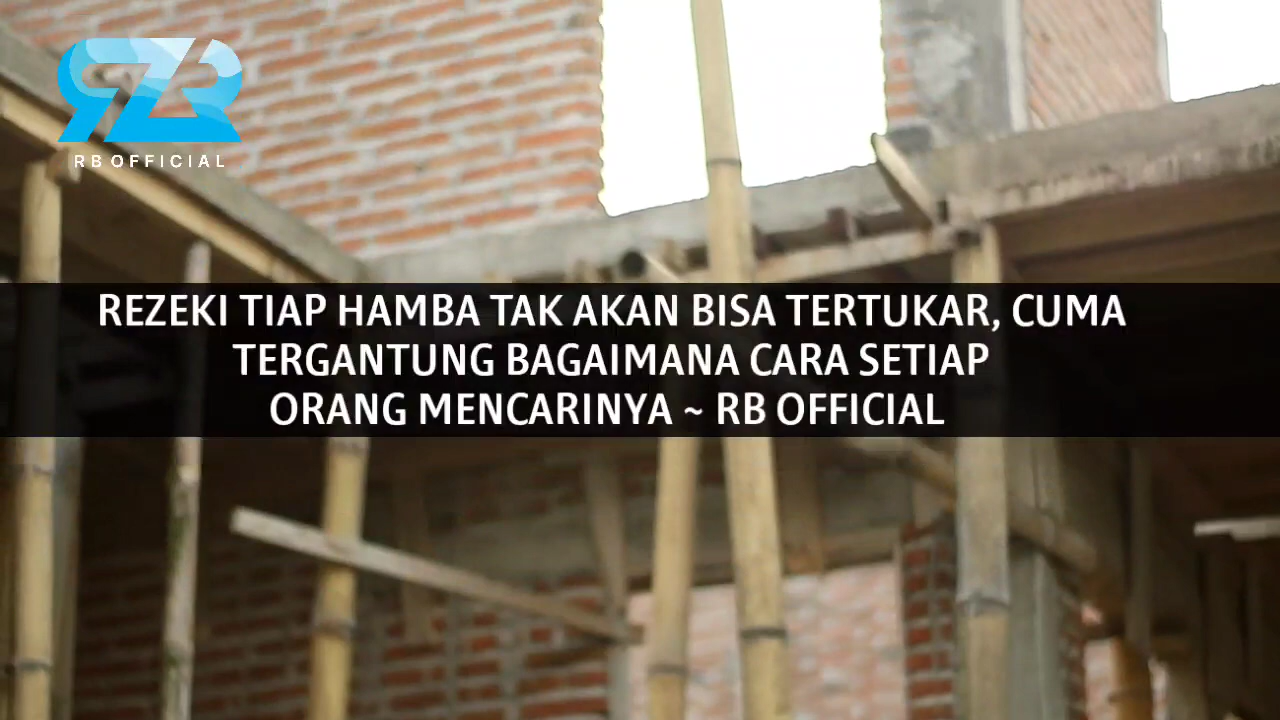 RB OFFICIAL
REZEKI TIAP HAMBA TAK AKAN BISA TERTUKAR, CUMA
TERGANTUNG BAGAIMANA CARA SETIAP
ORANG MENCARINYA ~ RB OFFICIAL